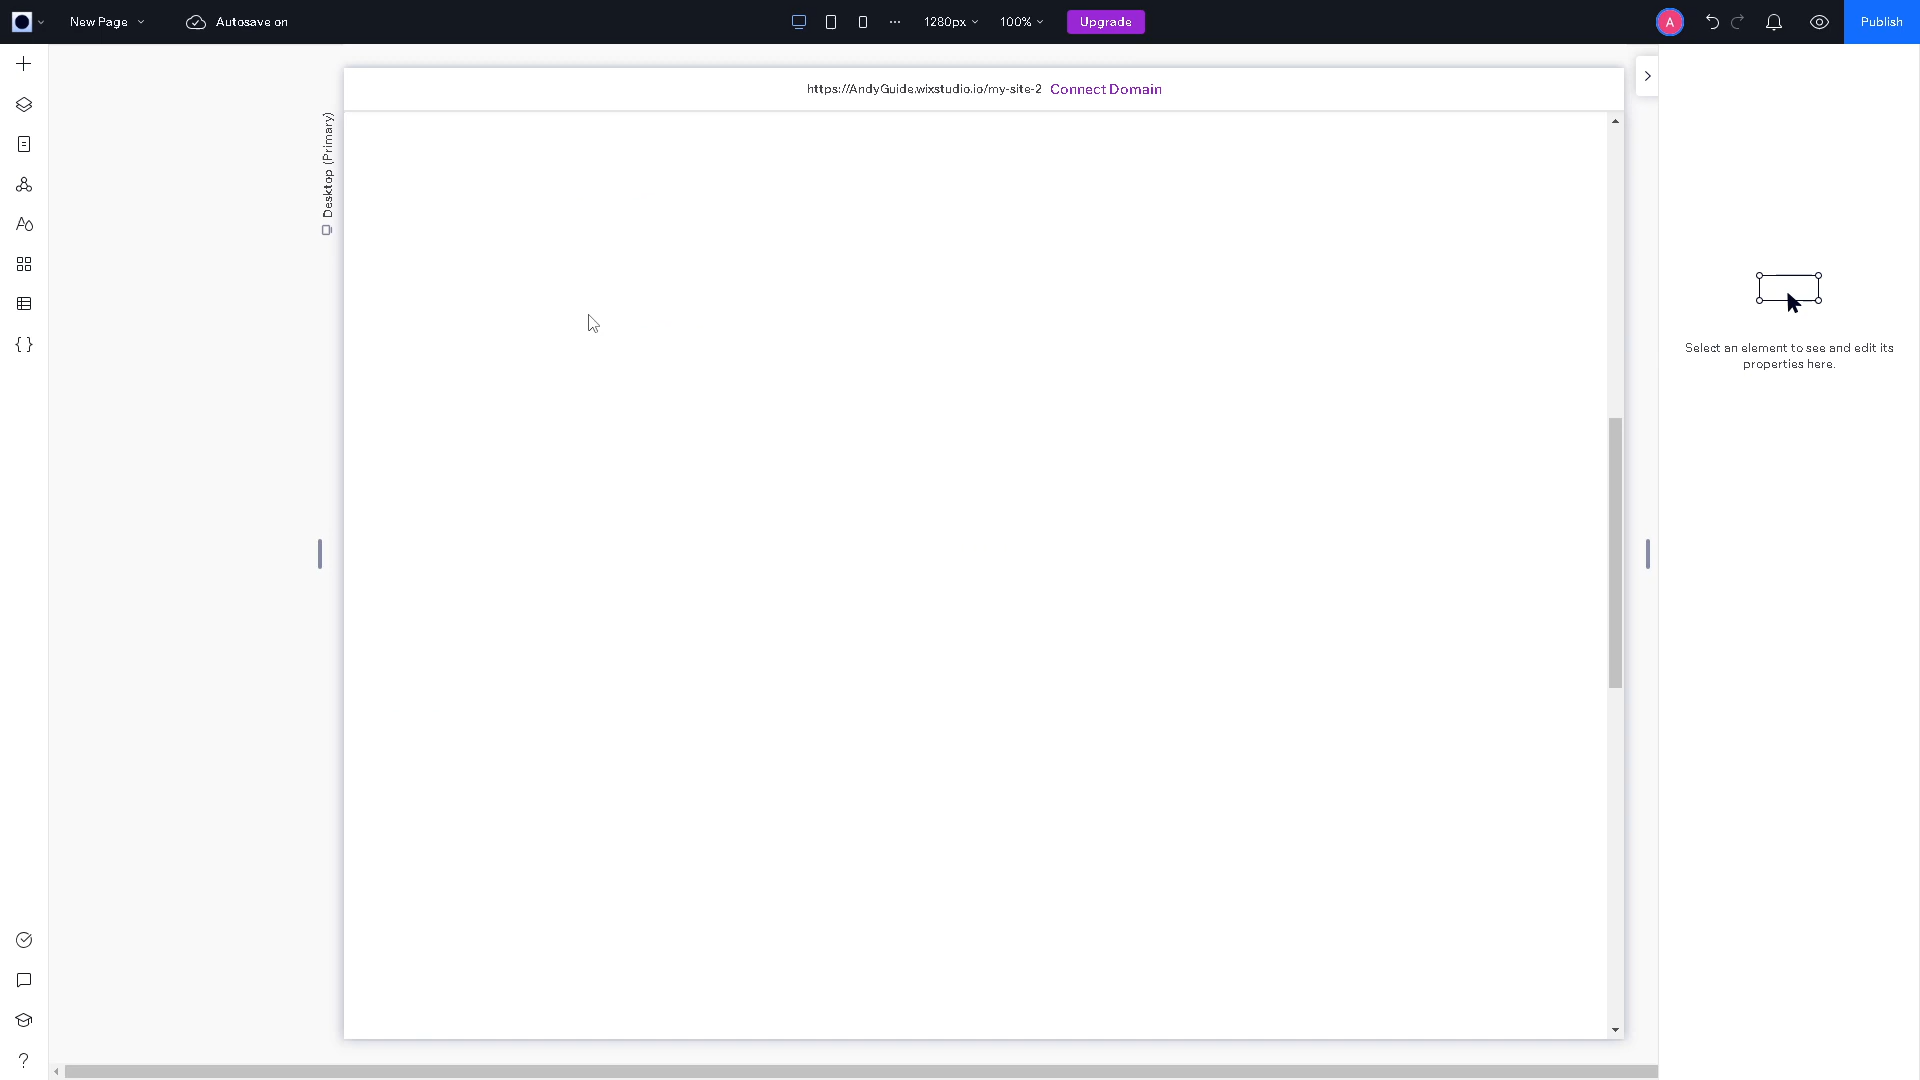 New Page
Autosave on
1280px
100%
Upgrade
A
Publish
https://AndyGuide.wixstudio.io/my-site-2 Connect Domain
Desktop (Primary)
Select an element to see and edit its
properties here.